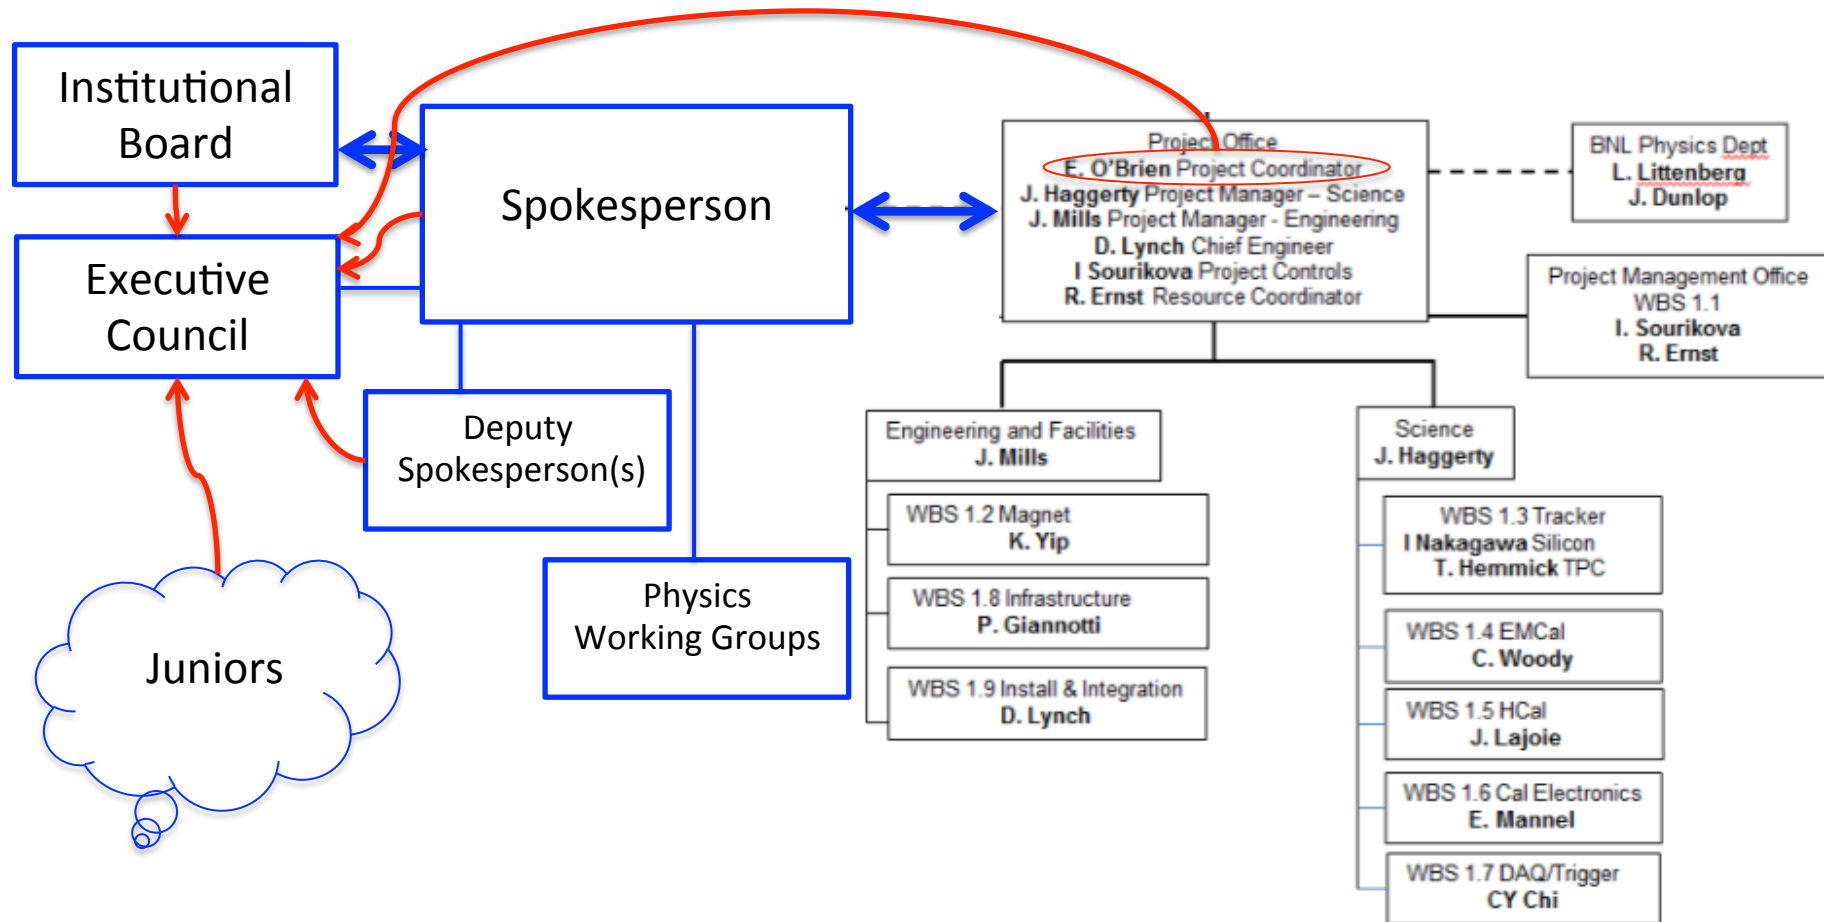 Institutional
Board
Executive
Council
Spokesperson
Deputy
Spokesperson(s)
Physics
Working Groups
Juniors
Project Office
E. O'Brien Project Coordinator
J. Haggerty Project Manager – Science
J. Mills Project Manager - Engineering
D. Lynch Chief Engineer
I Sourikova Project Controls
R. Ernst Resource Coordinator
BNL Physics Dept
L. Littenberg
J. Dunlop
Project Management Office
WBS 1.1
I. Sourikova
R. Ernst
Engineering and Facilities
J. Mills
WBS 1.2 Magnet
K. Yip
WBS 1.8 Infrastructure
P. Giannotti
WBS 1.9 Install & Integration
D. Lynch
Science
J. Haggerty
WBS 1.3 Tracker
I Nakagawa Silicon
T. Hemmick TPC
WBS 1.4 EMCal
C. Woody
WBS 1.5 HCal
J. Lajoie
WBS 1.6 Cal Electronics
E. Mannel
WBS 1.7 DAQ/Trigger
CY Chi